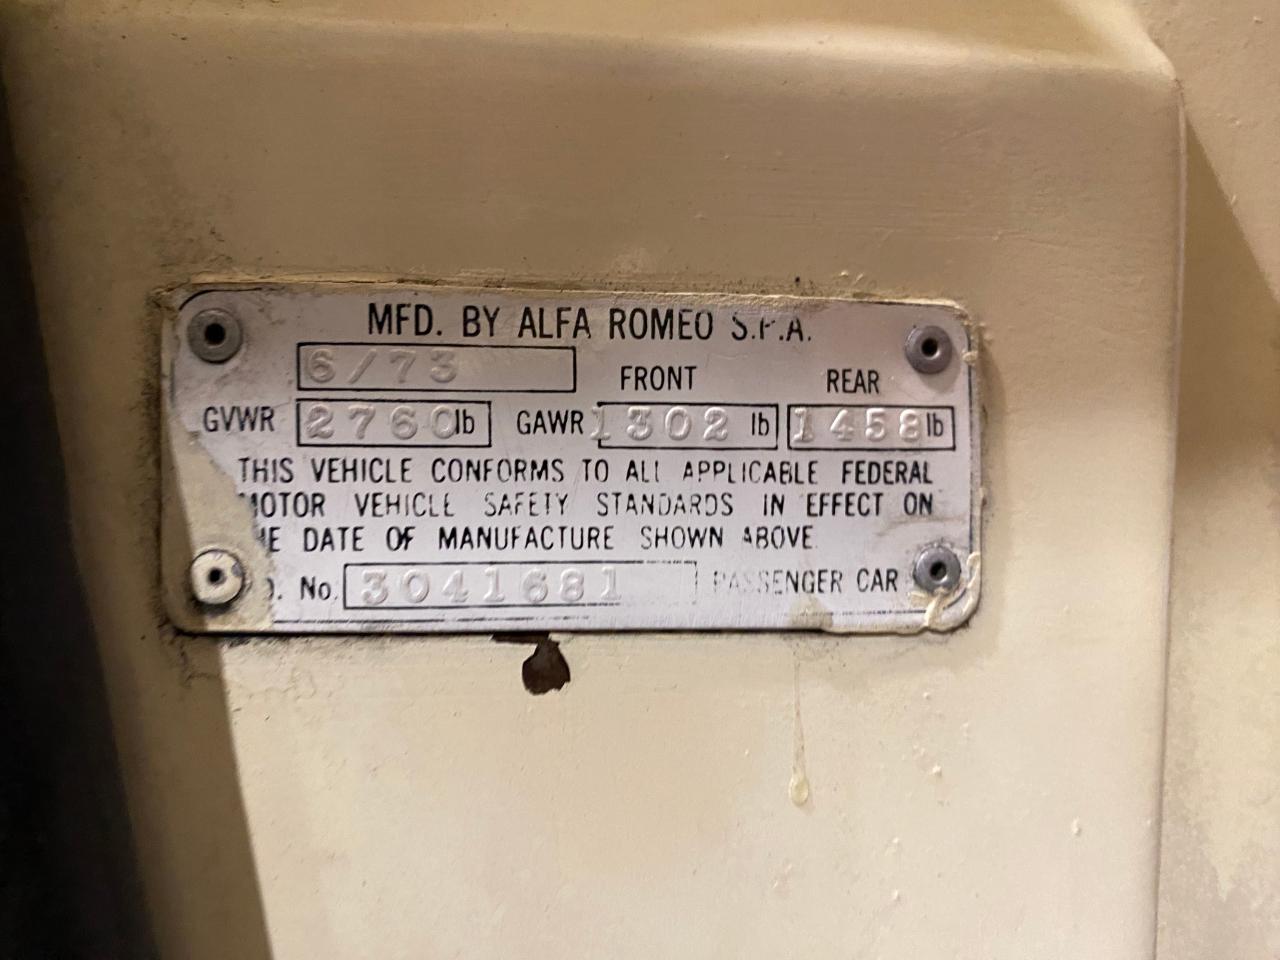 MFD. BY ALFA ROMEO S.P.A.
6/73
FRONT REAR
GVWR 2760 lb GAWR 1302 lb 1458 lb
THIS VEHICLE CONFORMS TO ALL APPLICABLE FEDERAL
MOTOR VEHICLE SAFETY STANDARDS IN EFFECT ON
THE DATE OF MANUFACTURE SHOWN ABOVE.
No. 3041681 PASSENGER CAR